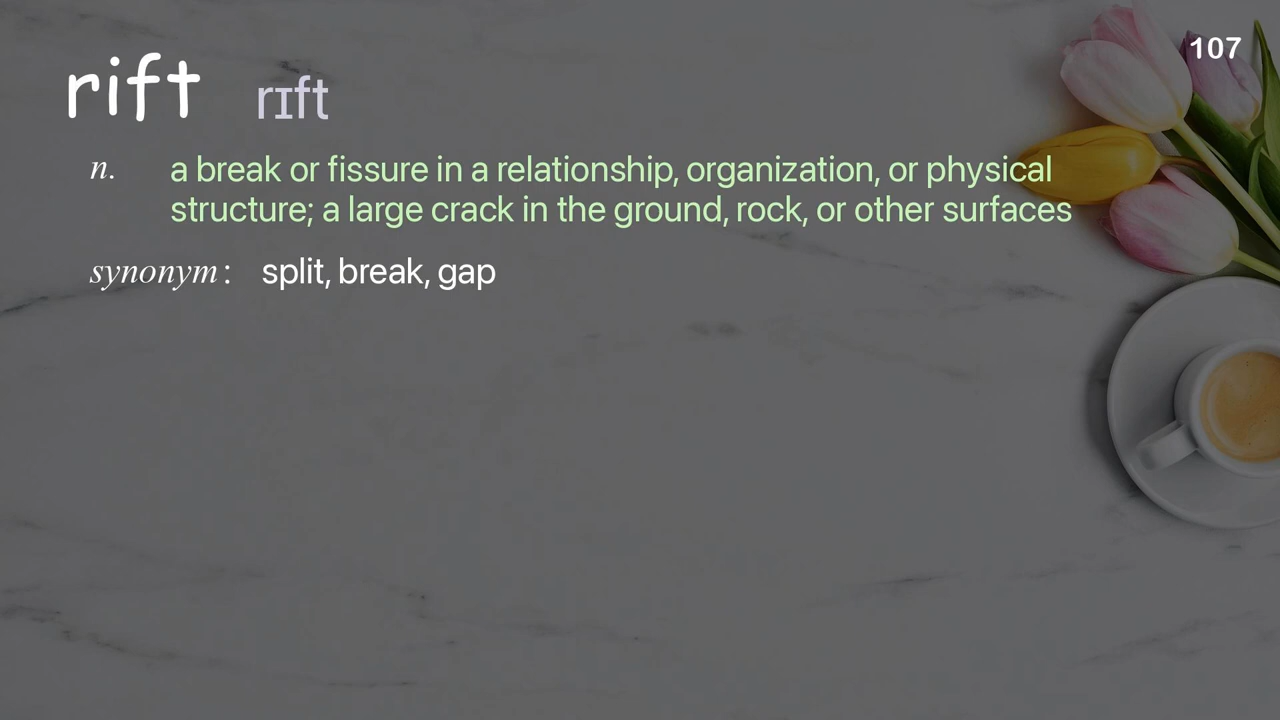 107
rift rɪft
n. a break or fissure in a relationship, organization, or physical
structure; a large crack in the ground, rock, or other surfaces
synonym: split, break, gap